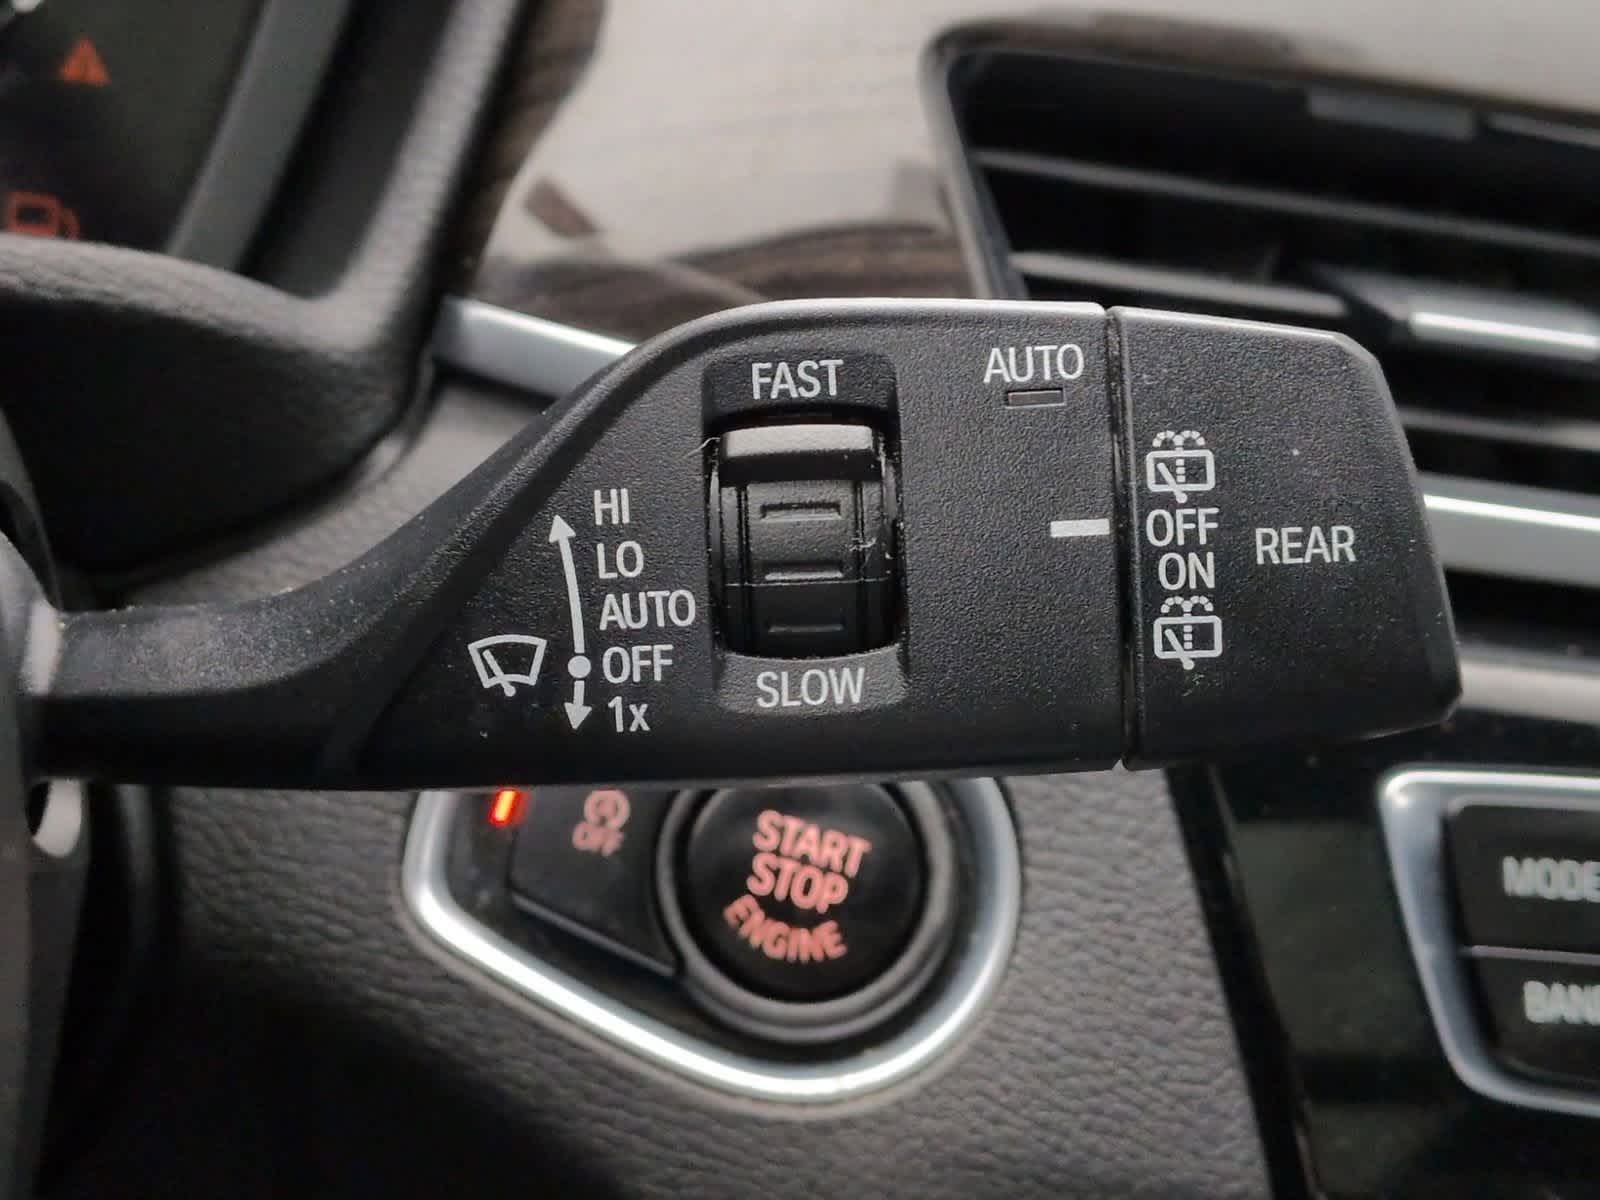 FAST
AUTO
HI
LO
AUTO
OFF
1x
SLOW
OFF
ON
REAR
OFF
START
STOP
ENGINE
MODE